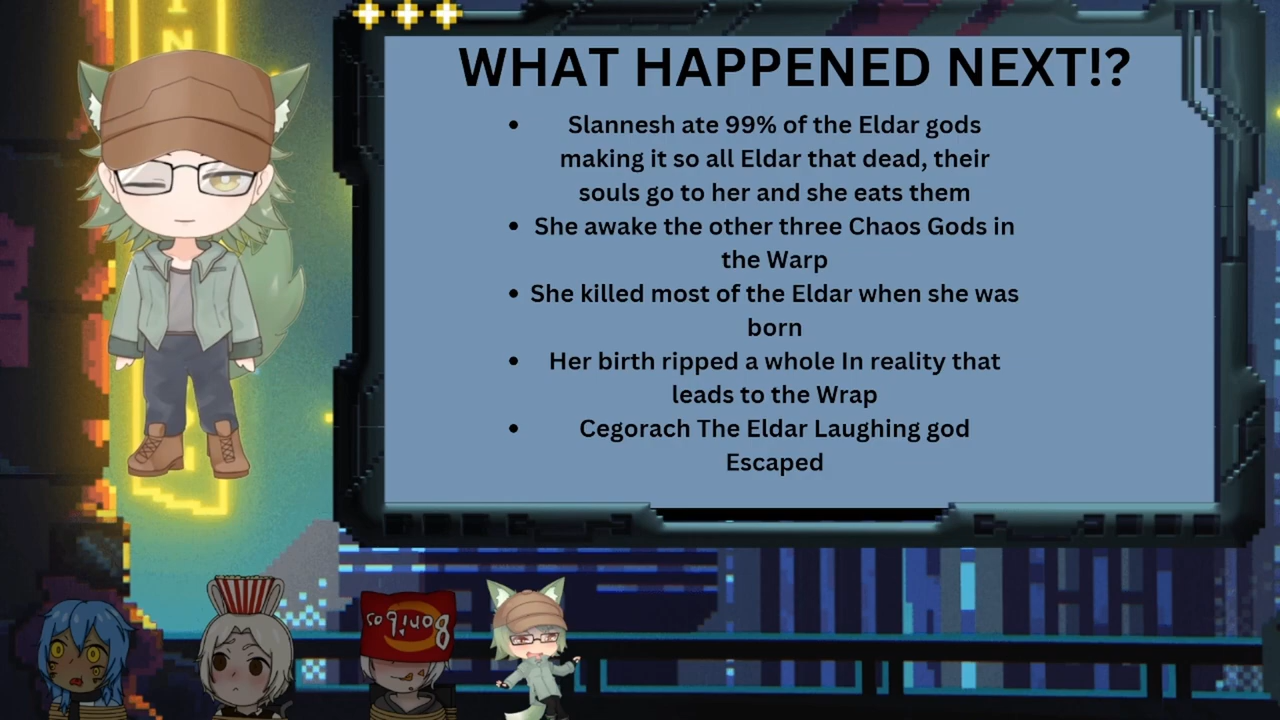 IN
WHAT HAPPENED NEXT!?
• Slannesh ate 99% of the Eldar gods
making it so all Eldar that dead, their
souls go to her and she eats them
• She awake the other three Chaos Gods in
the Warp
• She killed most of the Eldar when she was
born
• Her birth ripped a whole In reality that
leads to the Wrap
• Cegorach The Eldar Laughing god
Escaped